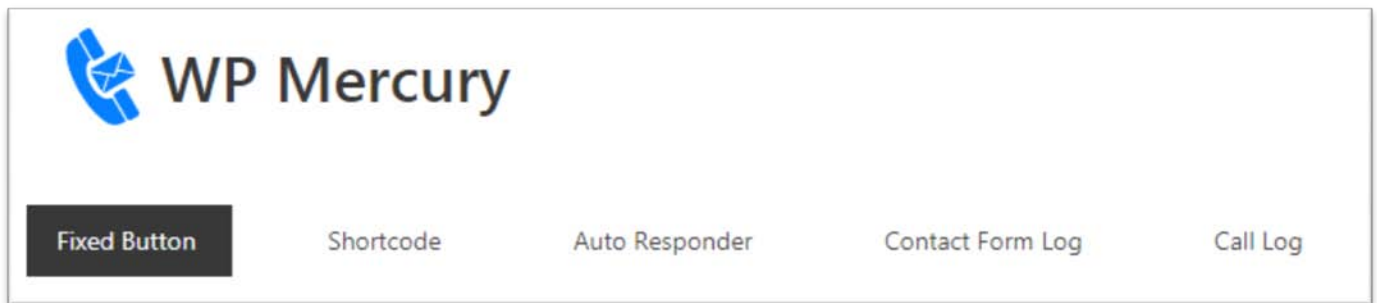 WP Mercury
Fixed Button Shortcode Auto Responder Contact Form Log Call Log